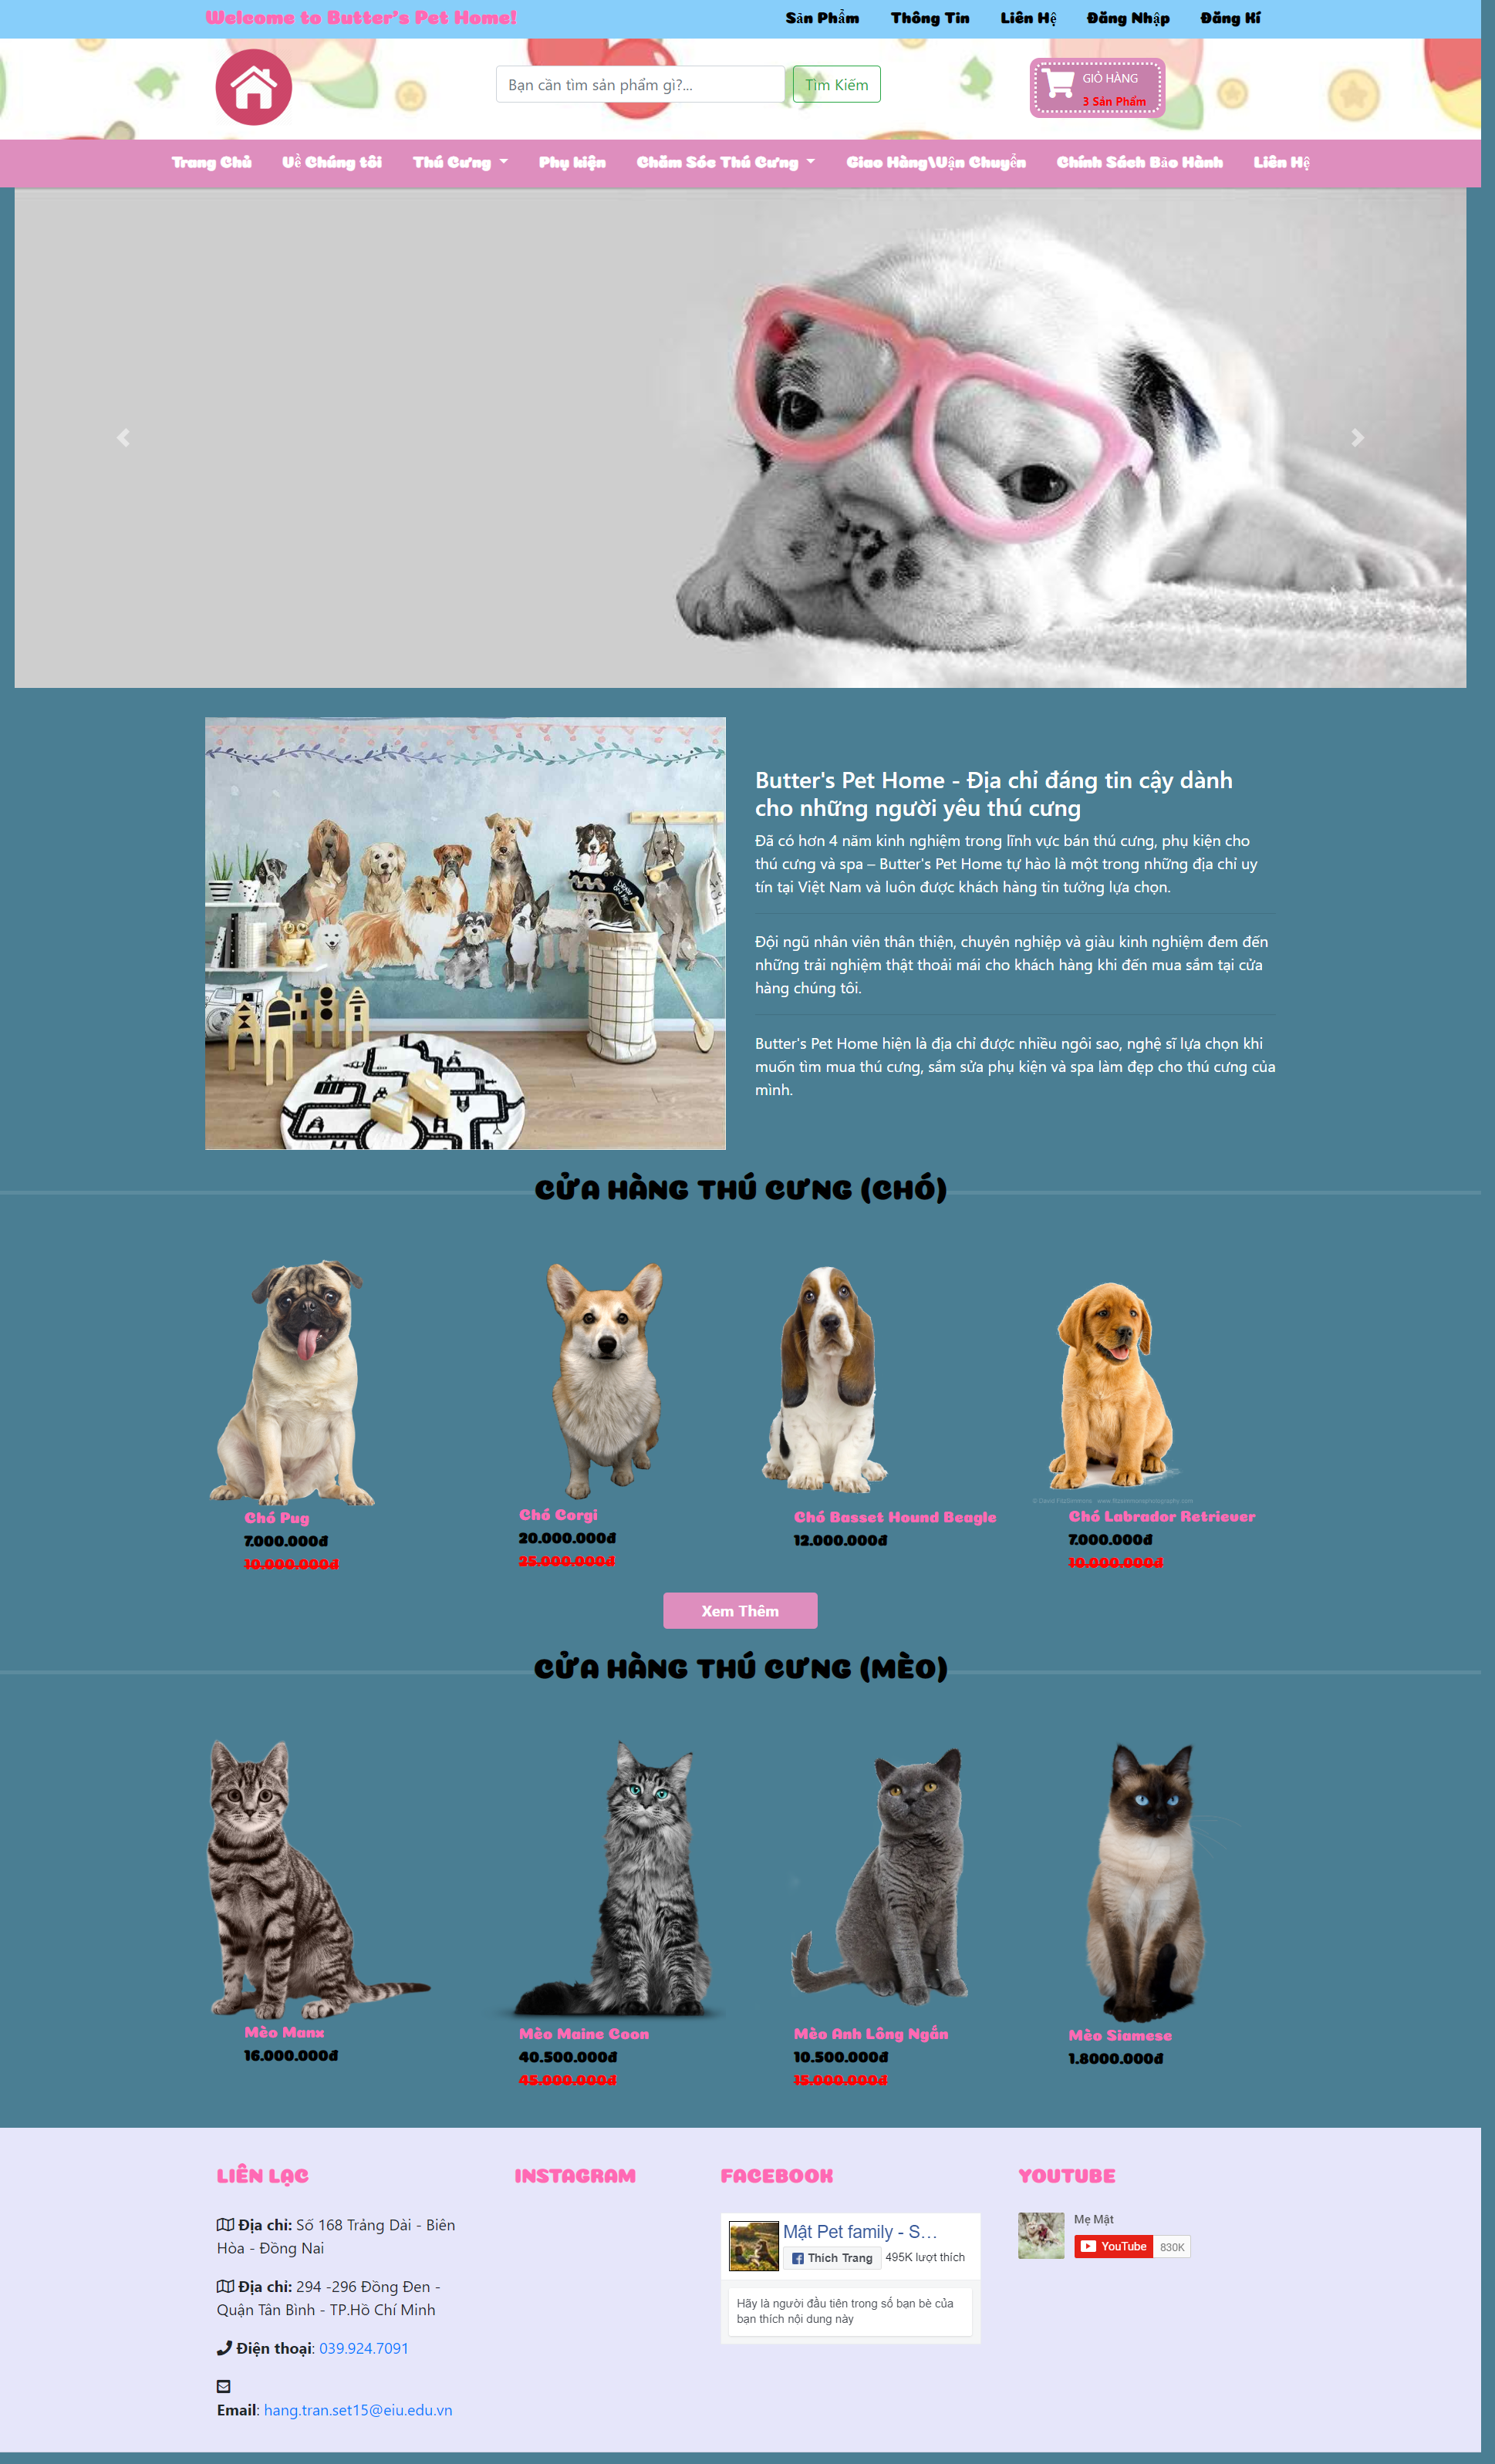 Welcome to Butter's Pet Home!
Sản Phẩm Thông Tin Liên Hệ Đăng Nhập Đăng Kí
Bạn cần tìm sản phẩm gì?...
Tìm Kiếm
GIỎ HÀNG
3 Sản Phẩm
Trang Chủ Về Chúng tôi Thú Cưng Phụ kiện Chăm Sóc Thú Cưng Giao Hàng\Vận Chuyển Chính Sách Bảo Hành Liên Hệ
Butter's Pet Home - Địa chỉ đáng tin cậy dành
cho những người yêu thú cưng
Đã có hơn 4 năm kinh nghiệm trong lĩnh vực bán thú cưng, phụ kiện cho
thú cưng và spa – Butter's Pet Home tự hào là một trong những địa chỉ uy
tín tại Việt Nam và luôn được khách hàng tin tưởng lựa chọn.
Đội ngũ nhân viên thân thiện, chuyên nghiệp và giàu kinh nghiệm đem đến
những trải nghiệm thật thoải mái cho khách hàng khi đến mua sắm tại cửa
hàng chúng tôi.
Butter's Pet Home hiện là địa chỉ được nhiều ngôi sao, nghệ sĩ lựa chọn khi
muốn tìm mua thú cưng, sắm sửa phụ kiện và spa làm đẹp cho thú cưng của
mình.
CỬA HÀNG THÚ CƯNG (CHÓ)
Chó Pug
7.000.000đ
10.000.000đ
Chó Corgi
20.000.000đ
25.000.000đ
Chó Basset Hound Beagle
12.000.000đ
Chó Labrador Retriever
7.000.000đ
10.000.000đ
Xem Thêm
CỬA HÀNG THÚ CƯNG (MÈO)
Mèo Manx
16.000.000đ
Mèo Maine Coon
40.500.000đ
45.000.000đ
Mèo Anh Lông Ngắn
10.500.000đ
15.000.000đ
Mèo Siamese
1.8000.000đ
LIÊN LẠC
Địa chỉ: Số 168 Trảng Dài - Biên
Hòa - Đồng Nai
Địa chỉ: 294 -296 Đồng Đen -
Quận Tân Bình - TP.Hồ Chí Minh
Điện thoại: 039.924.7091
Email: hang.tran.set15@eiu.edu.vn
INSTAGRAM
FACEBOOK
Mật Pet family - S...
Thích Trang
495K lượt thích
Hãy là người đầu tiên trong số bạn bè của
bạn thích nội dung này
YOUTUBE
Mẹ Mật
YouTube
830K